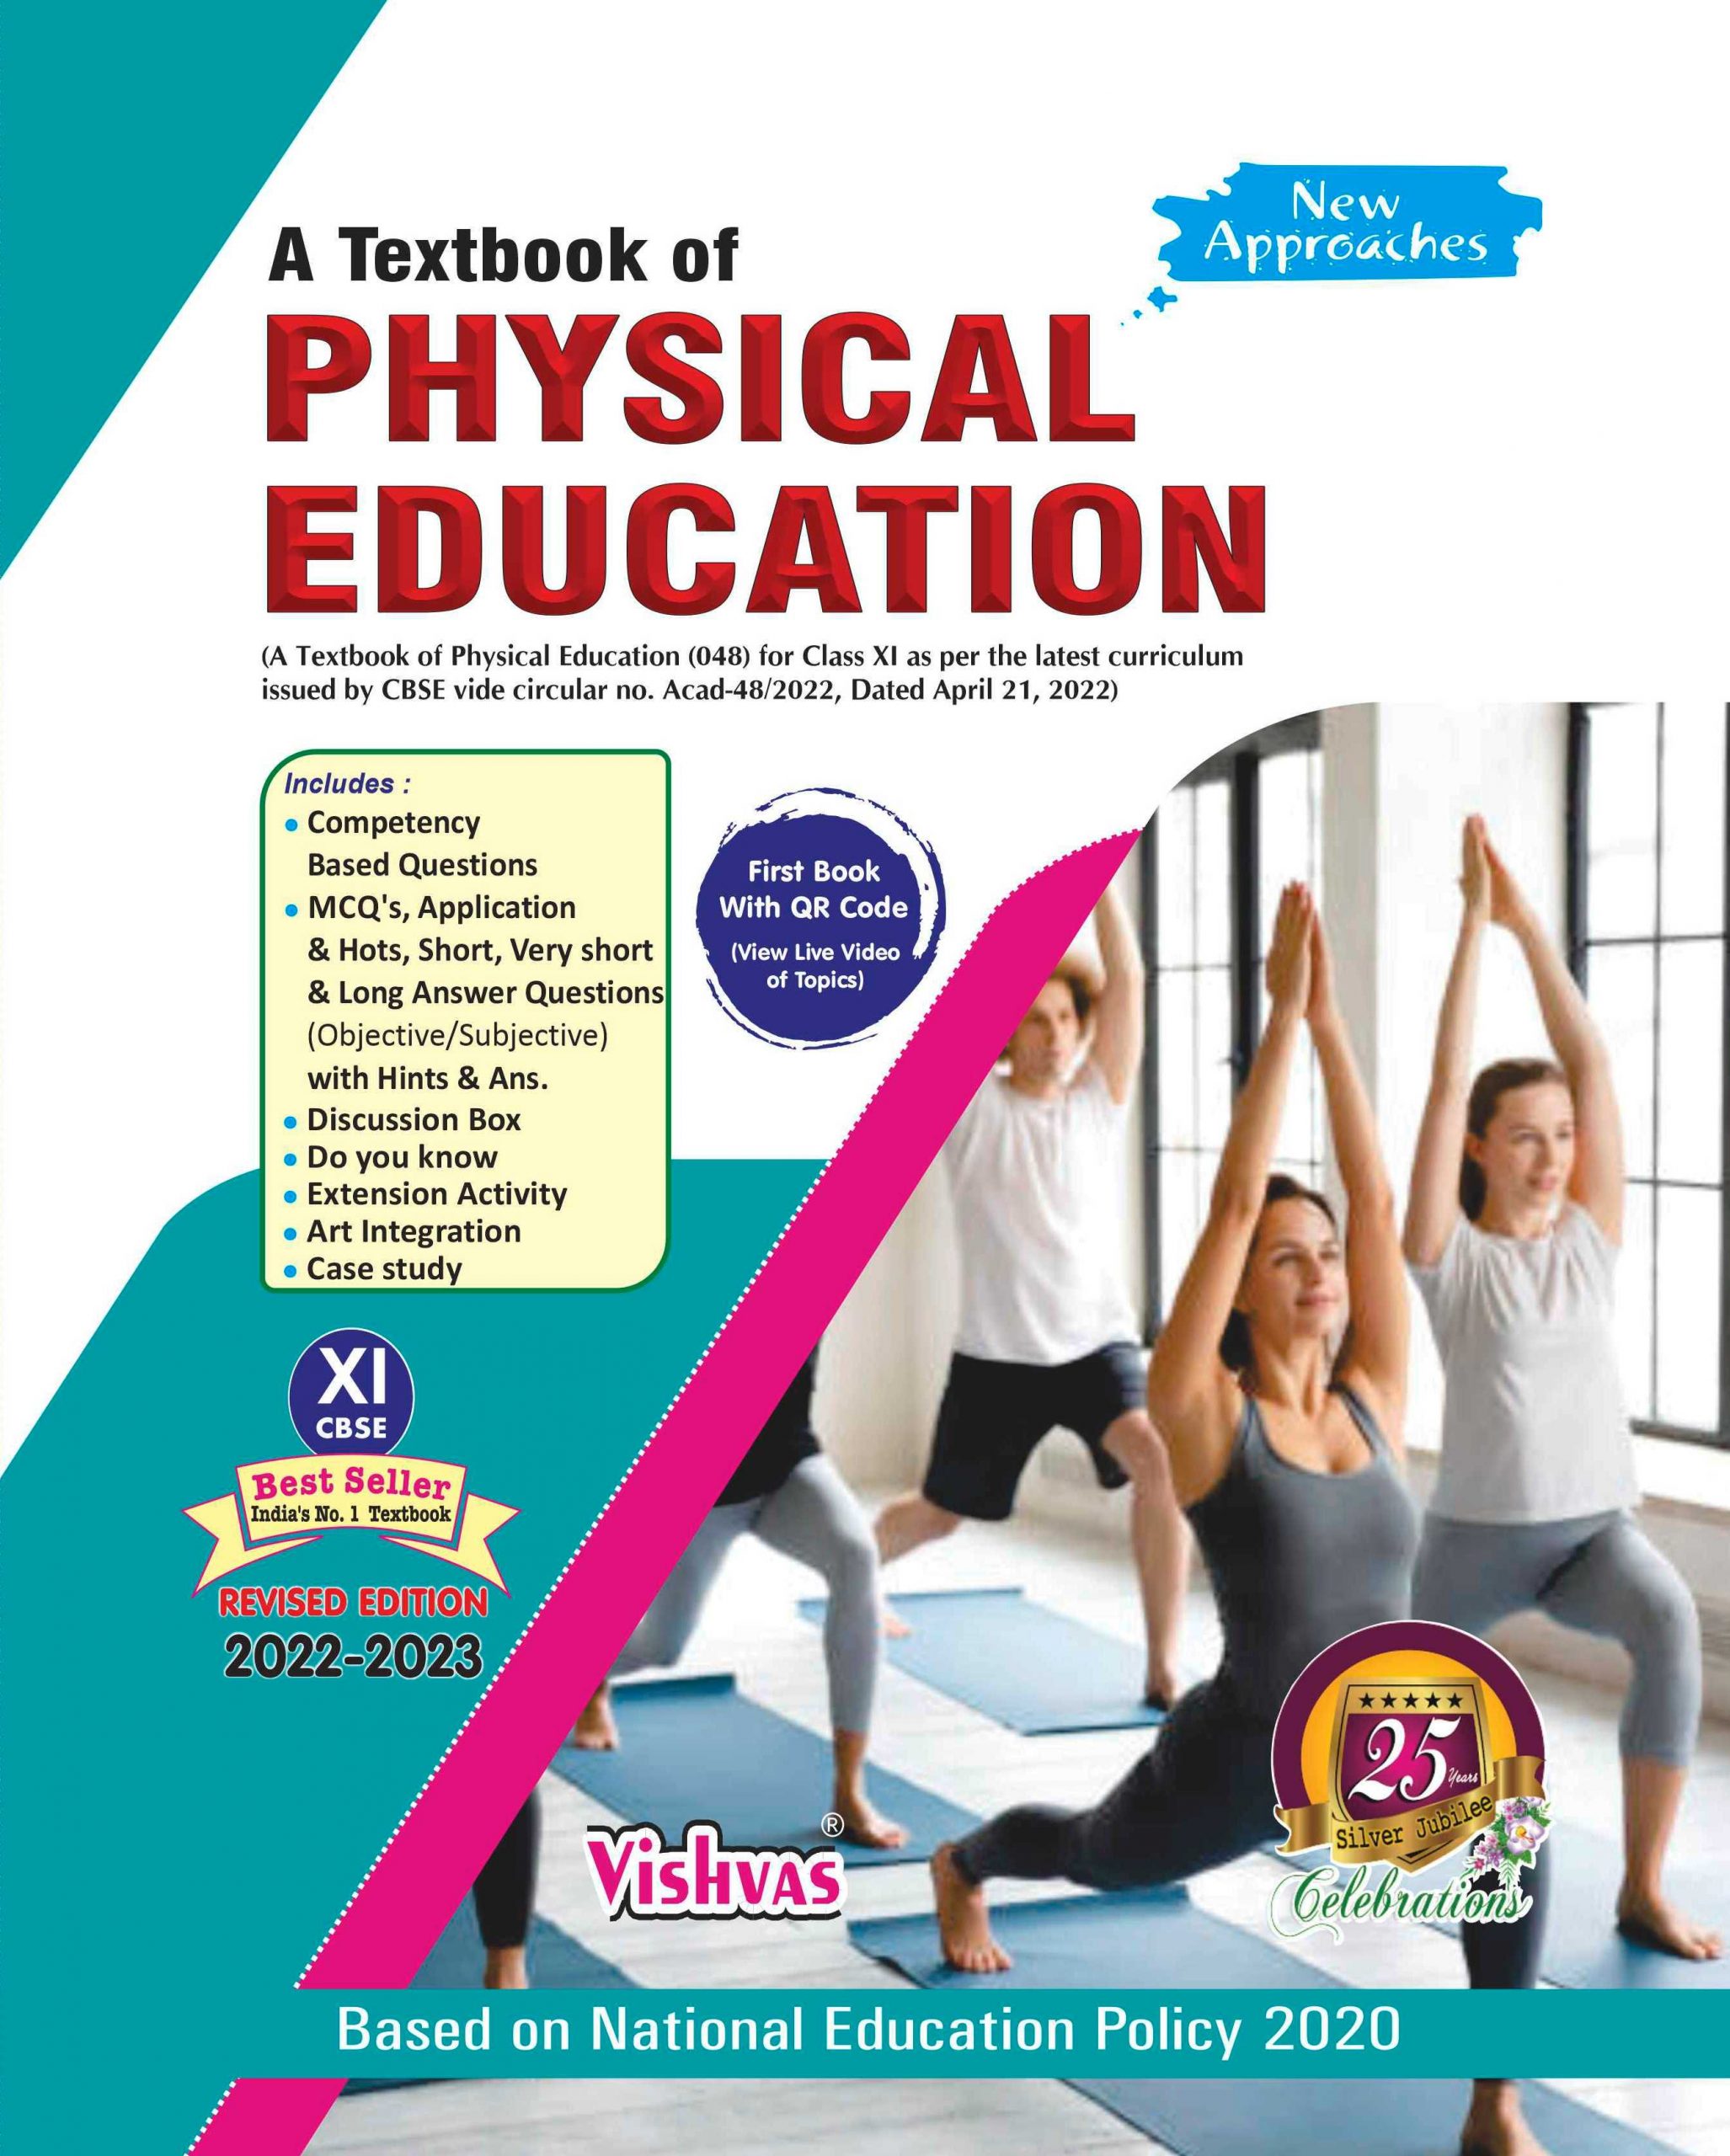 New
Approaches
A Textbook of
PHYSICAL
EDUCATION
(A Textbook of Physical Education (048) for Class XI as per the latest curriculum
issued by CBSE vide circular no. Acad-48/2022, Dated April 21, 2022)
Includes :
• Competency
Based Questions
• MCQ's, Application
& Hots, Short, Very short
& Long Answer Questions
(Objective/Subjective)
with Hints & Ans.
• Discussion Box
• Do you know
• Extension Activity
• Art Integration
• Case study
First Book
With QR Code
(View Live Video
of Topics)
XI
CBSE
Best Seller
India's No. 1 Textbook
REVISED EDITION
2022-2023
25
Years
Silver Jubilee
Celebrations
VISHVAS®
Based on National Education Policy 2020